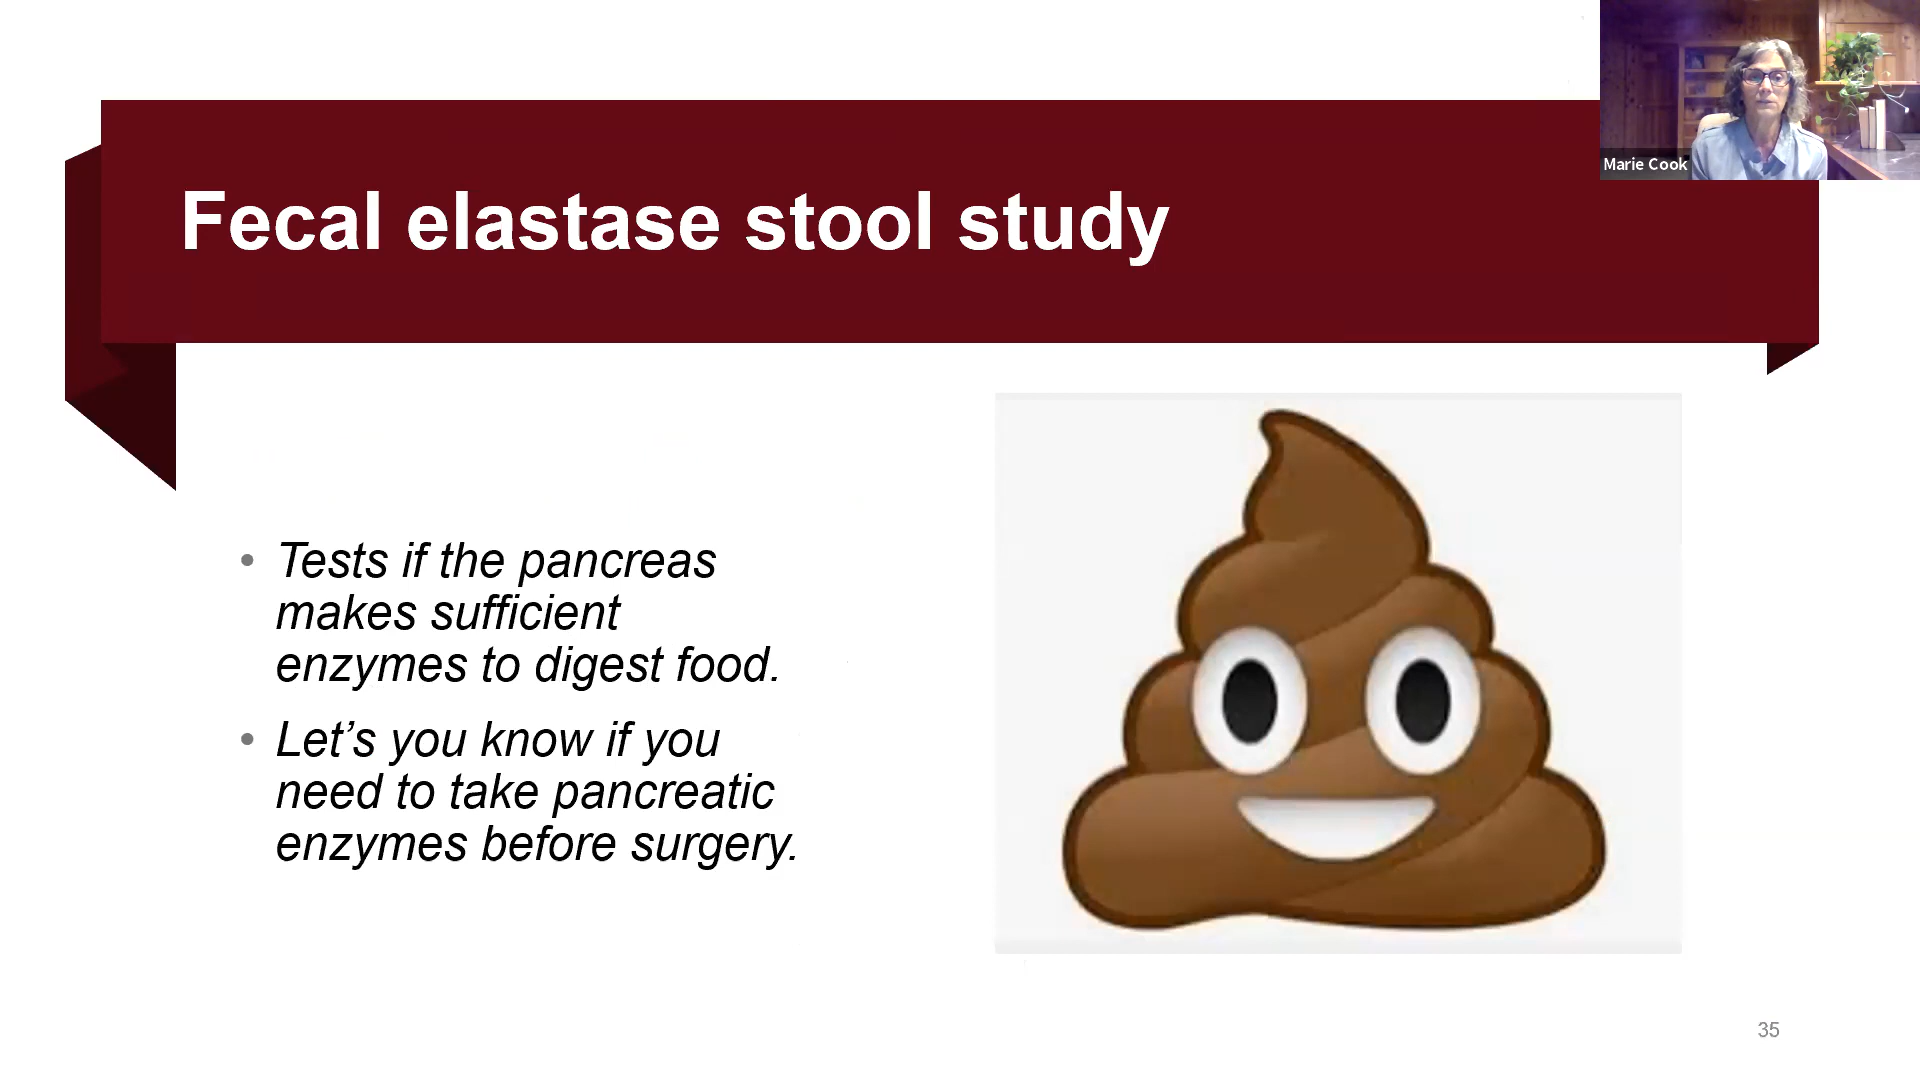 Marie Cook
Fecal elastase stool study
• Tests if the pancreas
makes sufficient
enzymes to digest food.
• Let’s you know if you
need to take pancreatic
enzymes before surgery.
35